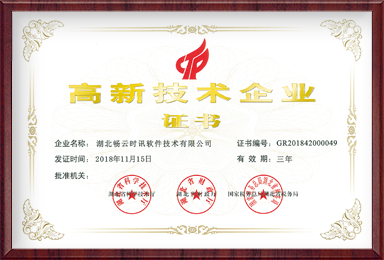 高新技术企业
证书
企业名称：湖北畅云时讯软件技术有限公司 证书编号：GR201842000049
发证时间：2018年11月15日 有 效 期：三年
批准机关：